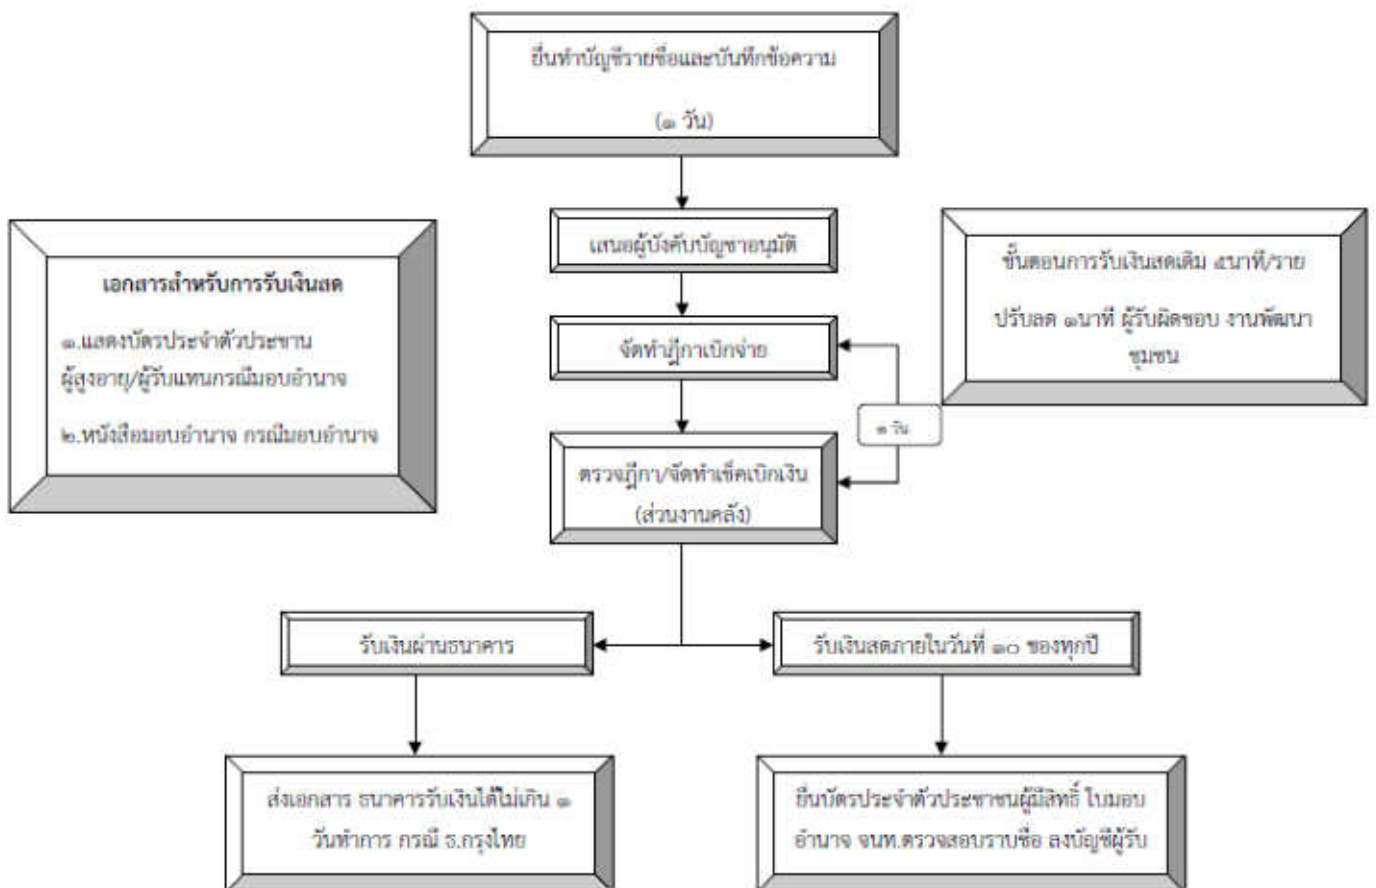 ยื่นทำบัญชีรายชื่อและบันทึกข้อความ
(๑ วัน)
เสนอผู้บังคับบัญชาอนุมัติ
เอกสารสำหรับการรับเงินสด
๑.แสดงบัตรประจำตัวประชาน
ผู้สูงอายุ/ผู้รับแทนกรณีมอบอำนาจ
๒.หนังสือมอบอำนาจ กรณีมอบอำนาจ
ขั้นตอนการรับเงินสดเดิม ๕นาที/ราย
ปรับลด ๑นาที ผู้รับผิดชอบ งานพัฒนา
ชุมชน
จัดทำฎีกาเบิกจ่าย
๑ วัน
ตรวจฎีกา/จัดทำเช็คเบิกเงิน
(ส่วนงานคลัง)
รับเงินผ่านธนาคาร
รับเงินสดภายในวันที่ ๑๐ ของทุกปี
ส่งเอกสาร ธนาคารรับเงินได้ไม่เกิน ๑
วันทำการ กรณี ธ.กรุงไทย
ยื่นบัตรประจำตัวประชาชนผู้มีสิทธิ์ ใบมอบ
อำนาจ จนท.ตรวจสอบราบชื่อ ลงบัญชีผู้รับ